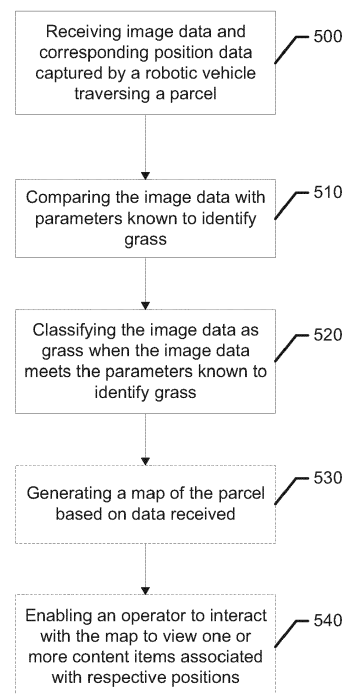 Receiving image data and
corresponding position data
captured by a robotic vehicle
traversing a parcel
500
Comparing the image data with
parameters known to identify
grass
510
Classifying the image data as
grass when the image data
meets the parameters known to
identify grass
520
Generating a map of the parcel
based on data received
530
Enabling an operator to interact
with the map to view one or
more content items associated
with respective positions
540